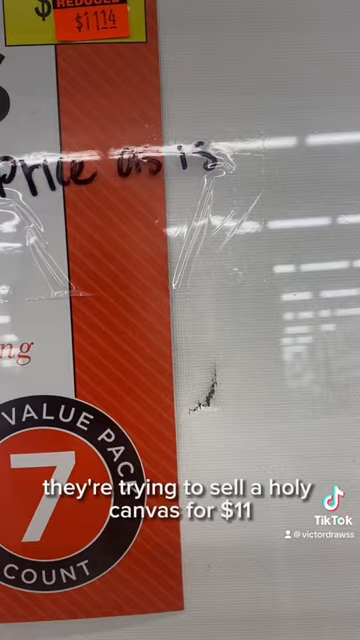 $
REDUCED
$11.14
S
Price as is
ng
VALUE PACK
7
COUNT
they're trying to sell a holy
canvas for $11
TikTok
@victordrawss